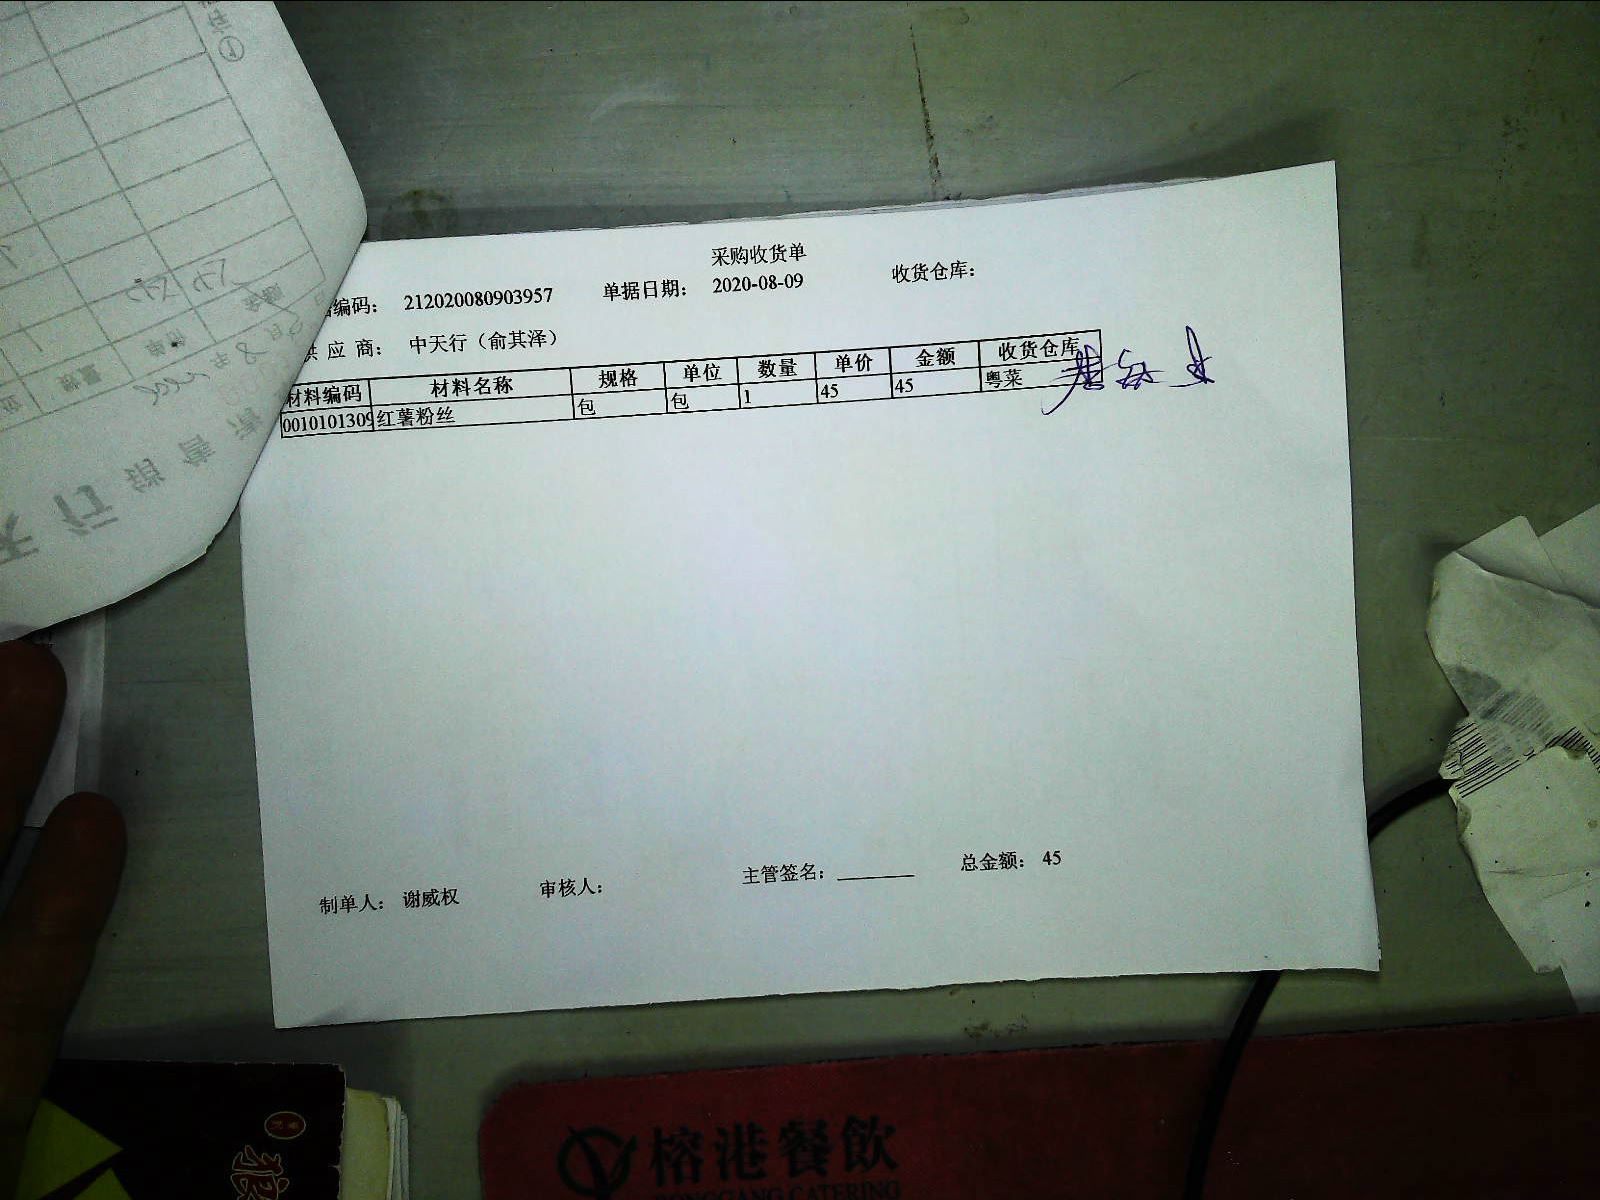 采购收货单
编码： 212020080903957 单据日期： 2020-08-09 收货仓库：
供 应 商： 中天行（俞其泽）
材料编码 材料名称 规格 单位 数量 单价 金额 收货仓库
0010101309 红薯粉丝 包 包 1 45 45 粤菜
制单人： 谢威权 审核人： 主管签名：________ 总金额： 45
榕港餐飲